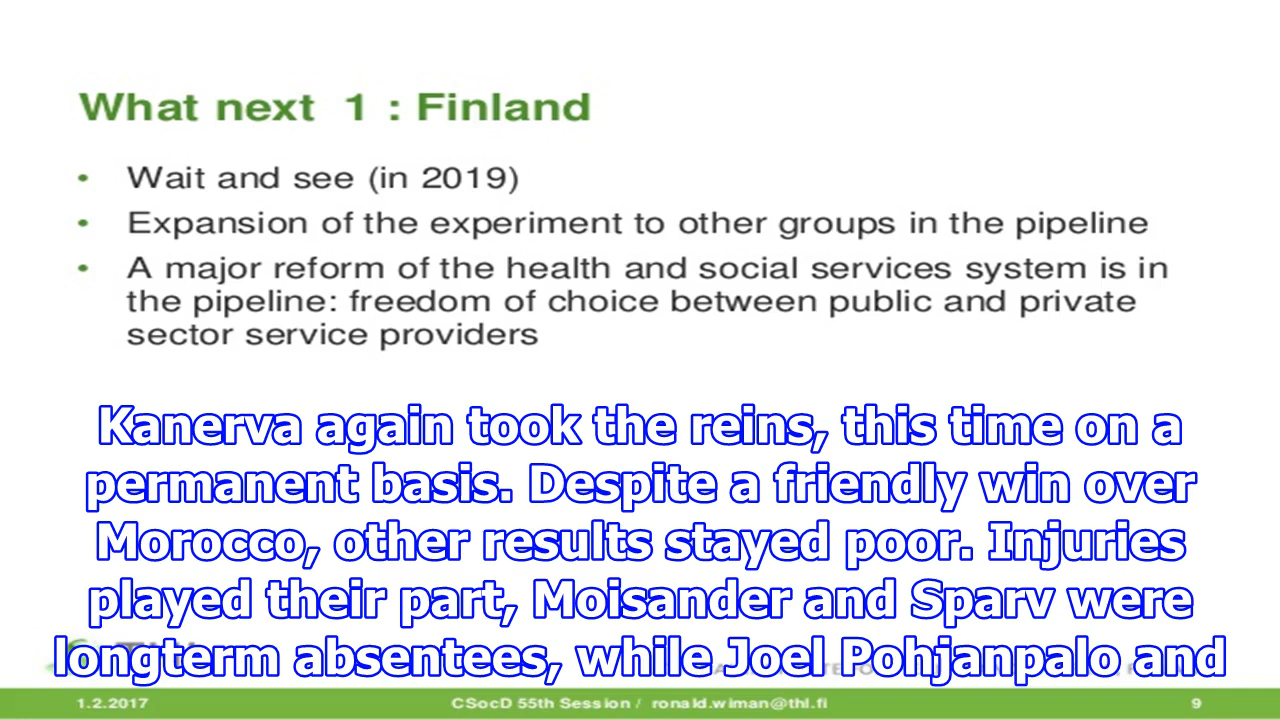 What next 1 : Finland
• Wait and see (in 2019)
• Expansion of the experiment to other groups in the pipeline
• A major reform of the health and social services system is in
the pipeline: freedom of choice between public and private
sector service providers
Kanerva again took the reins, this time on a
permanent basis. Despite a friendly win over
Morocco, other results stayed poor. Injuries
played their part, Moisander and Sparv were
longterm absentees, while Joel Pohjanpalo and
1.2.2017 CSocD 55th Session / ronald.wiman@thl.fi 9